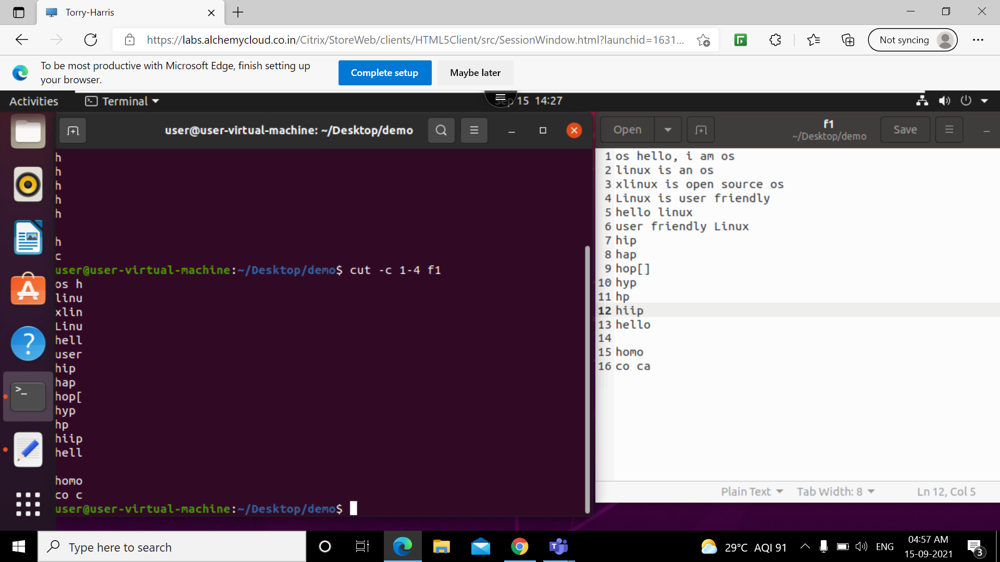 Torry-Harris
https://labs.alchemycloud.co.in/Citrix/StoreWeb/clients/HTML5Client/src/SessionWindow.html?launchid=1631...
Not syncing
To be most productive with Microsoft Edge, finish setting up
your browser.
Complete setup
Maybe later
Activities
Terminal
Sep 15 14:27
user@user-virtual-machine: ~/Desktop/demo
h
h
h
h
h
h
c
user@user-virtual-machine:~/Desktop/demo$ cut -c 1-4 f1
os h
linu
xlin
Linu
hell
user
hip
hap
hop[
hyp
hp
hiip
hell
homo
co c
user@user-virtual-machine:~/Desktop/demo$
Open
f1
~/Desktop/demo
Save
1 os hello, i am os
2 linux is an os
3 xlinux is open source os
4 Linux is user friendly
5 hello linux
6 user friendly Linux
7 hip
8 hap
9 hop[]
10 hyp
11 hp
12 hiip
13 hello
14
15 homo
16 co ca
Plain Text
Tab Width: 8
Ln 12, Col 5
Type here to search
29°C AQI 91
ENG
04:57 AM
15-09-2021
3